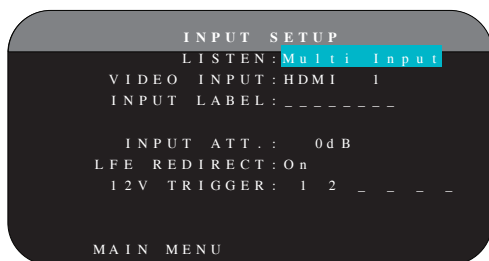 INPUT SETUP
LISTEN:Multi Input
VIDEO INPUT:HDMI 1
INPUT LABEL:________
INPUT ATT.: 0dB
LFE REDIRECT:On
12V TRIGGER: 1 2 _ _ _ _
MAIN MENU